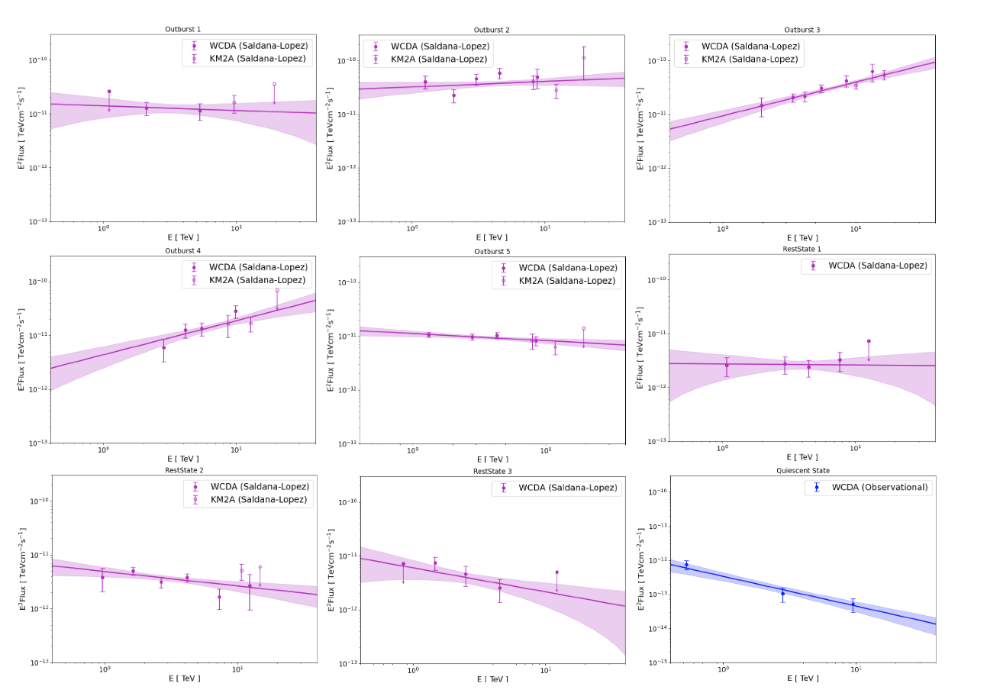 Outburst 1
WCDA (Saldana-Lopez)
KM2A (Saldana-Lopez)
10⁻¹⁰
10⁻¹¹
10⁻¹²
10⁻¹³
E²Flux [ TeVcm⁻²s⁻¹]
10⁰
10¹
E [ TeV ]
Outburst 2
WCDA (Saldana-Lopez)
KM2A (Saldana-Lopez)
10⁻¹⁰
10⁻¹¹
10⁻¹²
10⁻¹³
E²Flux [ TeVcm⁻²s⁻¹]
10⁰
10¹
E [ TeV ]
Outburst 3
WCDA (Saldana-Lopez)
KM2A (Saldana-Lopez)
10⁻¹⁰
10⁻¹¹
10⁻¹²
10⁻¹³
E²Flux [ TeVcm⁻²s⁻¹]
10⁰
10¹
E [ TeV ]
Outburst 4
WCDA (Saldana-Lopez)
KM2A (Saldana-Lopez)
10⁻¹⁰
10⁻¹¹
10⁻¹²
10⁻¹³
E²Flux [ TeVcm⁻²s⁻¹]
10⁰
10¹
E [ TeV ]
Outburst 5
WCDA (Saldana-Lopez)
KM2A (Saldana-Lopez)
10⁻¹⁰
10⁻¹¹
10⁻¹²
10⁻¹³
E²Flux [ TeVcm⁻²s⁻¹]
10⁰
10¹
E [ TeV ]
RestState 1
WCDA (Saldana-Lopez)
10⁻¹⁰
10⁻¹¹
10⁻¹²
10⁻¹³
E²Flux [ TeVcm⁻²s⁻¹]
10⁰
10¹
E [ TeV ]
RestState 2
WCDA (Saldana-Lopez)
KM2A (Saldana-Lopez)
10⁻¹⁰
10⁻¹¹
10⁻¹²
10⁻¹³
E²Flux [ TeVcm⁻²s⁻¹]
10⁰
10¹
E [ TeV ]
RestState 3
WCDA (Saldana-Lopez)
10⁻¹⁰
10⁻¹¹
10⁻¹²
10⁻¹³
E²Flux [ TeVcm⁻²s⁻¹]
10⁰
10¹
E [ TeV ]
Quiescent State
WCDA (Observational)
10⁻¹⁰
10⁻¹¹
10⁻¹²
10⁻¹³
10⁻¹⁴
10⁻¹⁵
E²Flux [ TeVcm⁻²s⁻¹]
10⁰
10¹
E [ TeV ]